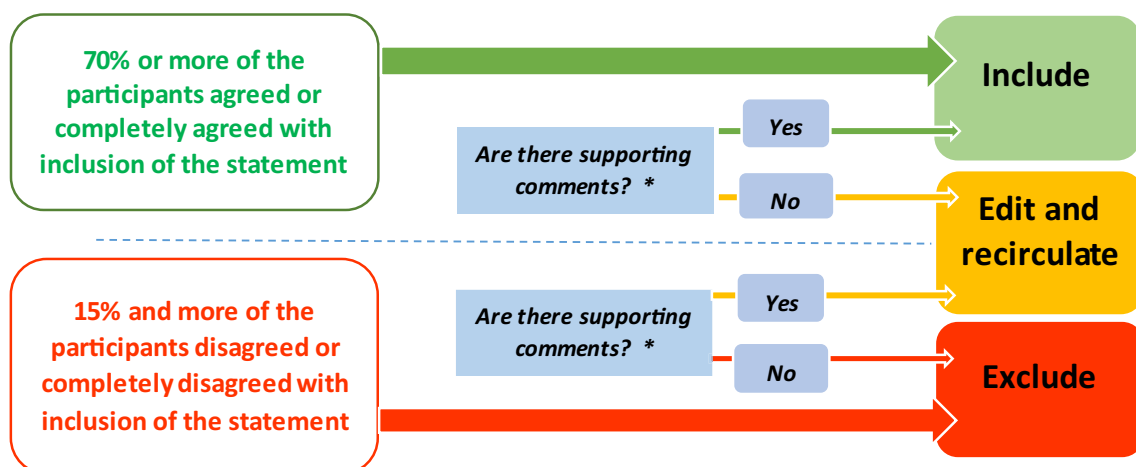 70% or more of the
participants agreed or
completely agreed with
inclusion of the statement
Include
Are there supporting
comments? *
Yes
No
Edit and
recirculate
15% and more of the
participants disagreed or
completely disagreed with
inclusion of the statement
Are there supporting
comments? *
Yes
No
Exclude